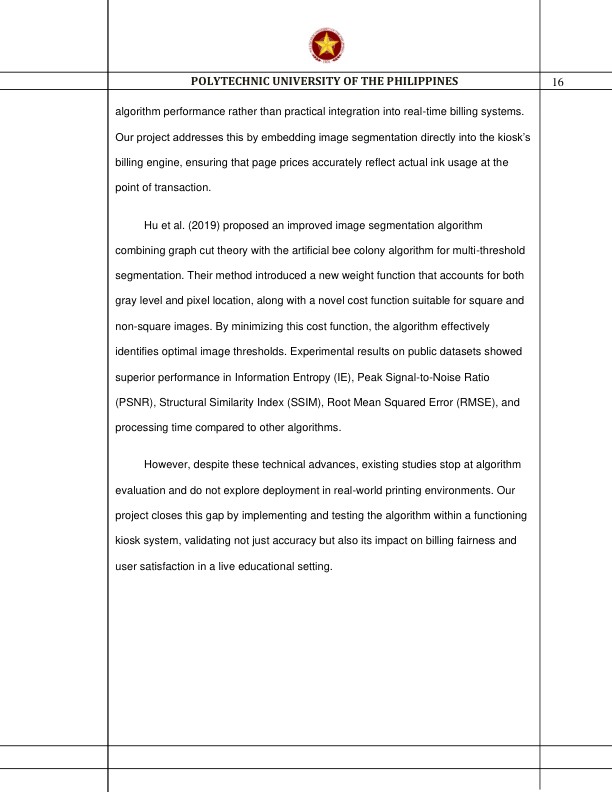 POLYTECHNIC UNIVERSITY OF THE PHILIPPINES
16
algorithm performance rather than practical integration into real-time billing systems.
Our project addresses this by embedding image segmentation directly into the kiosk's
billing engine, ensuring that page prices accurately reflect actual ink usage at the
point of transaction.
Hu et al. (2019) proposed an improved image segmentation algorithm
combining graph cut theory with the artificial bee colony algorithm for multi-threshold
segmentation. Their method introduced a new weight function that accounts for both
gray level and pixel location, along with a novel cost function suitable for square and
non-square images. By minimizing this cost function, the algorithm effectively
identifies optimal image thresholds. Experimental results on public datasets showed
superior performance in Information Entropy (IE), Peak Signal-to-Noise Ratio
(PSNR), Structural Similarity Index (SSIM), Root Mean Squared Error (RMSE), and
processing time compared to other algorithms.
However, despite these technical advances, existing studies stop at algorithm
evaluation and do not explore deployment in real-world printing environments. Our
project closes this gap by implementing and testing the algorithm within a functioning
kiosk system, validating not just accuracy but also its impact on billing fairness and
user satisfaction in a live educational setting.